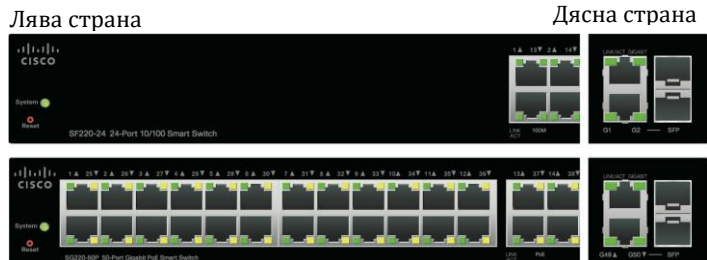 Лява страна
Дясна страна
CISCO
1▲ 13▼ 2▲ 14▼
LINK/ACT GIGABIT
System
Reset
SF220-24 24-Port 10/100 Smart Switch
LINK ACT
100M
G1 G2 SFP
CISCO
1▲ 25▼ 2▲ 26▼ 3▲ 27▼ 4▲ 28▼ 5▲ 29▼ 6▲ 30▼ 7▲ 31▼ 8▲ 32▼ 9▲ 33▼ 10▲ 34▼ 11▲ 35▼ 12▲ 36▼ 13▲ 37▼ 14▲ 38▼
LINK/ACT GIGABIT
System
Reset
50-Port Gigabit PoE Smart Switch
LINK ACT
PoE
G49▲ G50▼ SFP